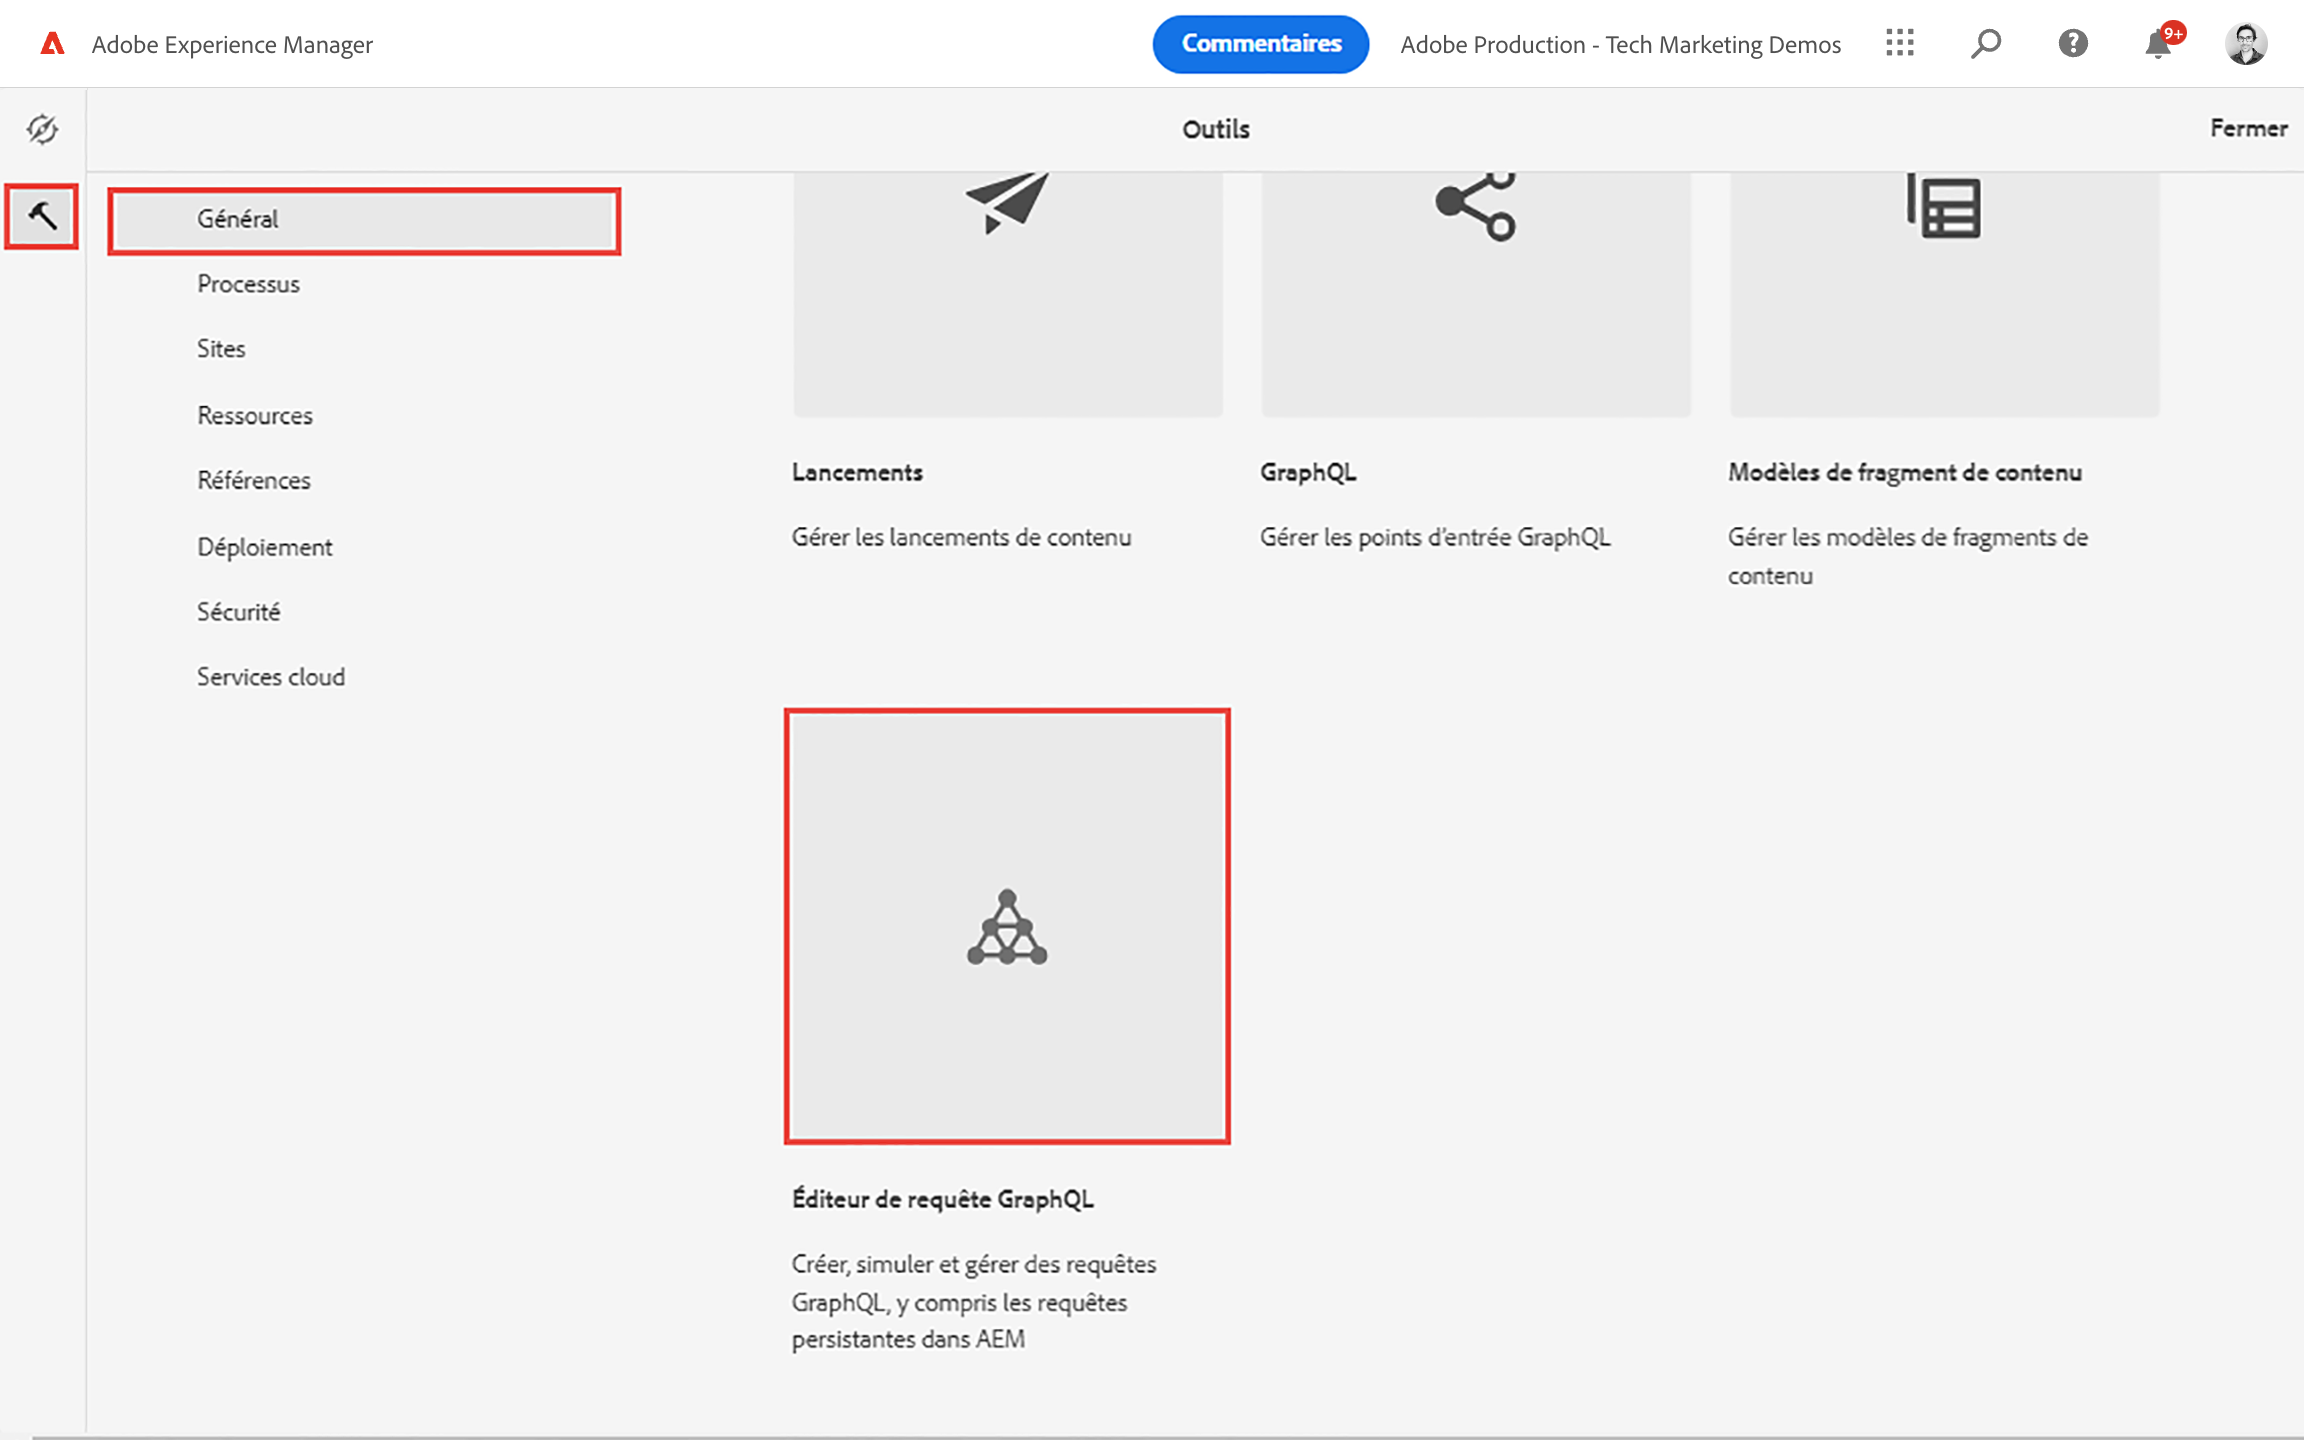 Adobe Experience Manager
Commentaires
Adobe Production - Tech Marketing Demos
9+
Outils
Fermer
Général
Processus
Sites
Ressources
Références
Déploiement
Sécurité
Services cloud
Lancements
Gérer les lancements de contenu
GraphQL
Gérer les points d’entrée GraphQL
Modèles de fragment de contenu
Gérer les modèles de fragments de
contenu
Éditeur de requête GraphQL
Créer, simuler et gérer des requêtes
GraphQL, y compris les requêtes
persistantes dans AEM